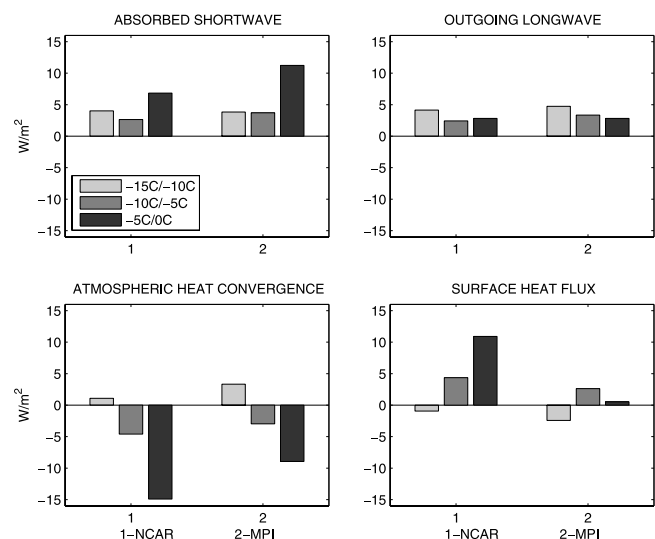 ABSORBED SHORTWAVE
15
10
5
0
−5
−10
−15
W/m²
−15C/−10C
−10C/−5C
−5C/0C
1
2
OUTGOING LONGWAVE
15
10
5
0
−5
−10
−15
1
2
ATMOSPHERIC HEAT CONVERGENCE
15
10
5
0
−5
−10
−15
W/m²
1
2
1−NCAR
2−MPI
SURFACE HEAT FLUX
15
10
5
0
−5
−10
−15
1
2
1−NCAR
2−MPI